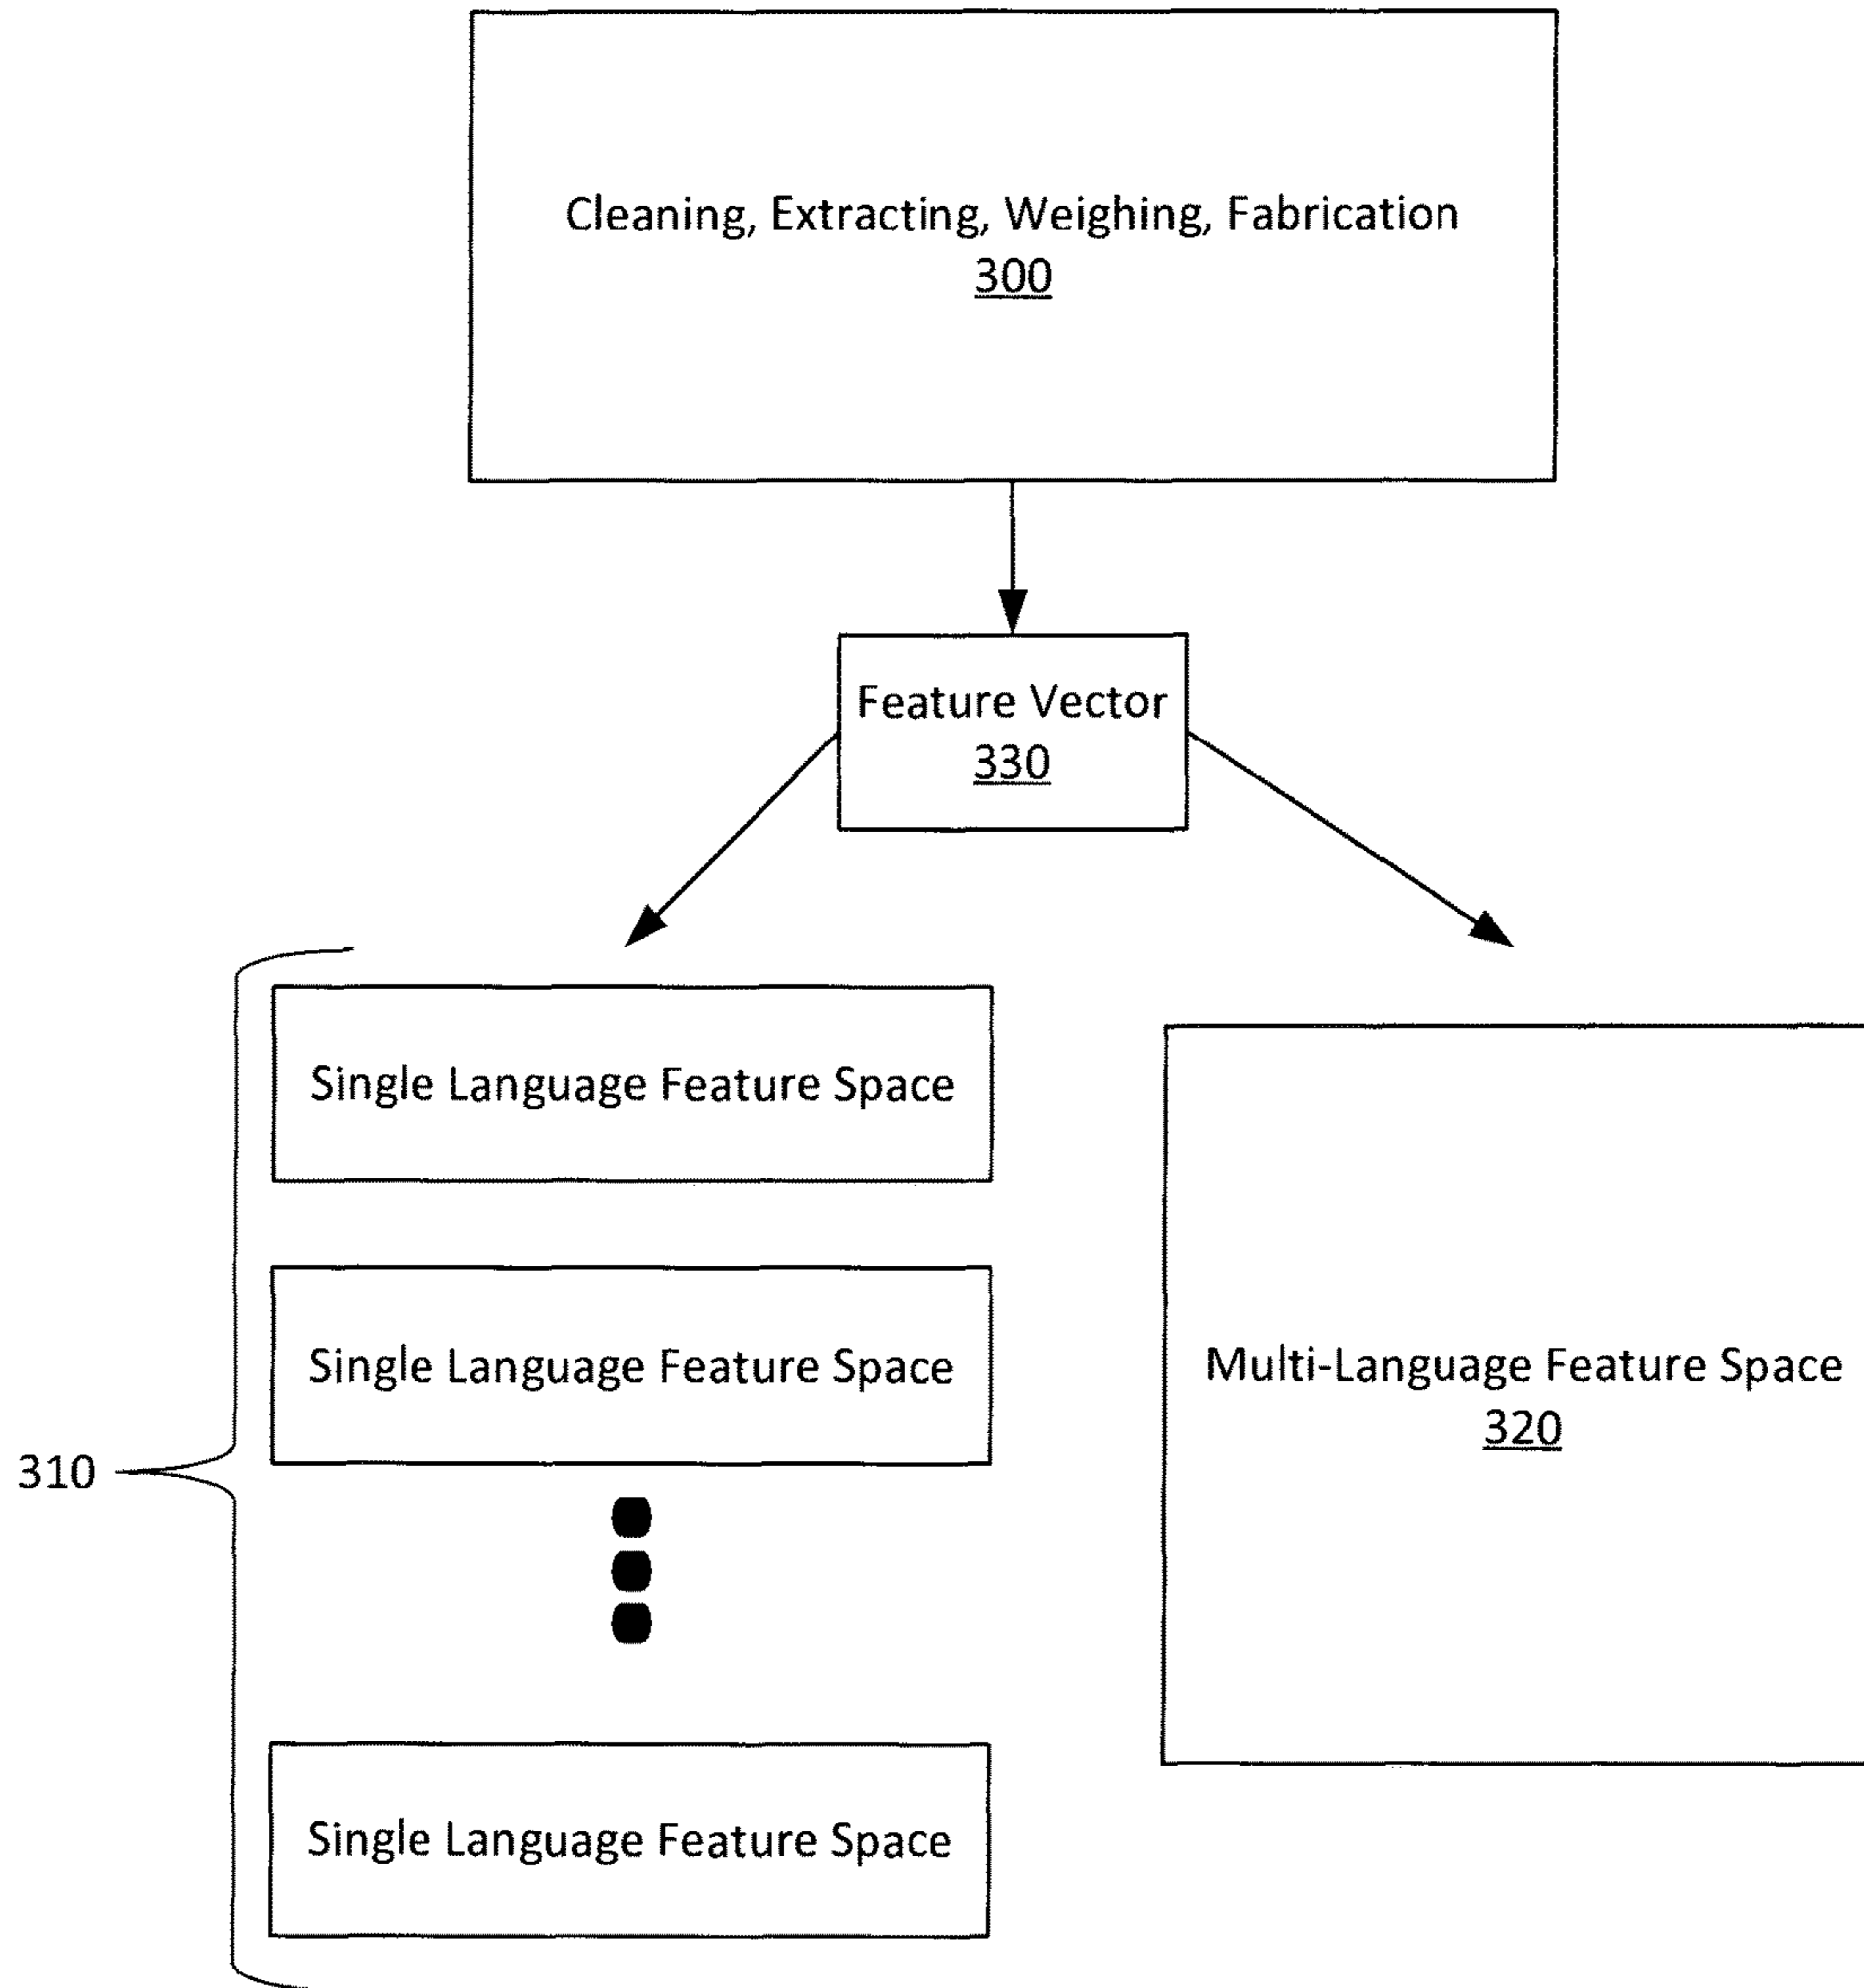 Cleaning, Extracting, Weighing, Fabrication
300
Feature Vector
330
Single Language Feature Space
Single Language Feature Space
Multi-Language Feature Space
320
310
Single Language Feature Space